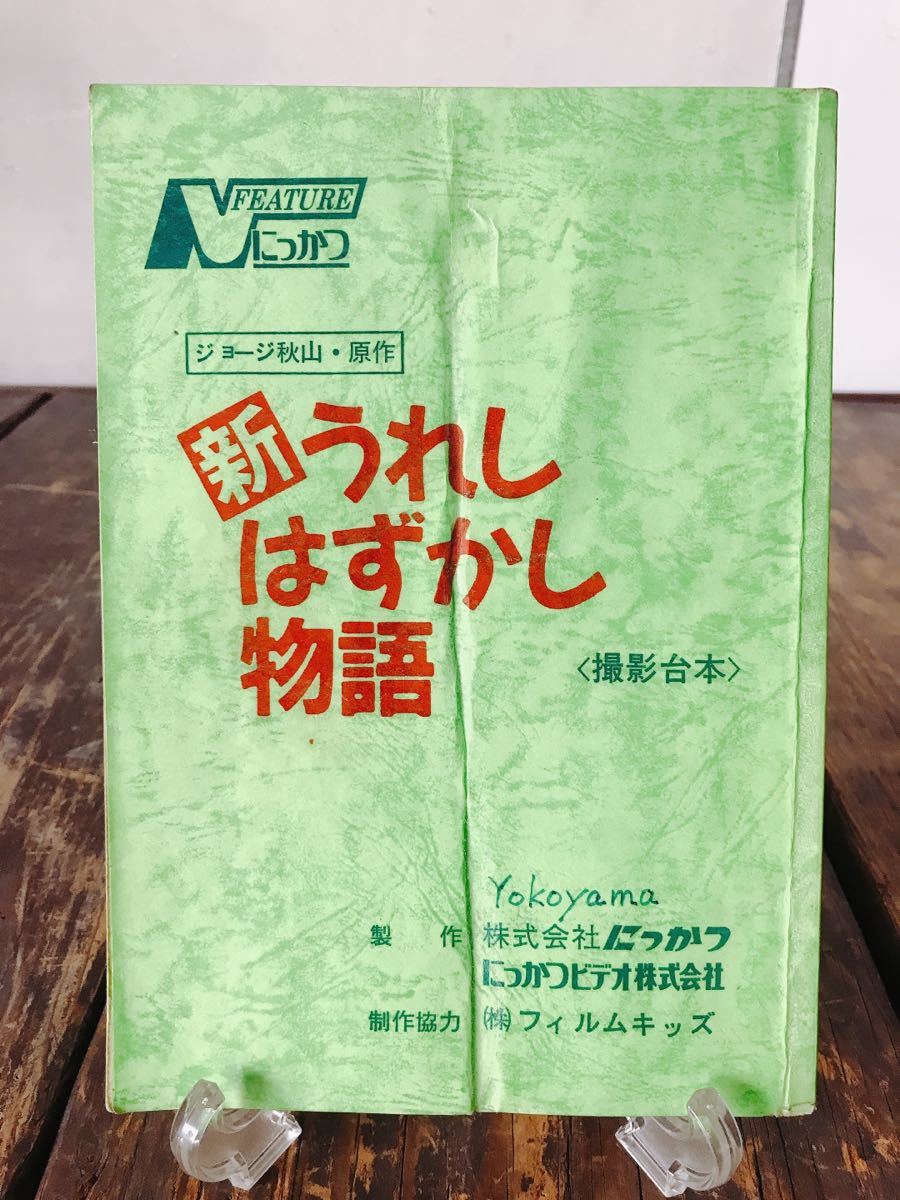 FEATURE
にっかつ
ジョージ秋山・原作
新うれし
はずかし
物語
〈撮影台本〉
Yokoyama
製作 株式会社にっかつ
にっかつビデオ株式会社
制作協力 ㈱フィルムキッズ